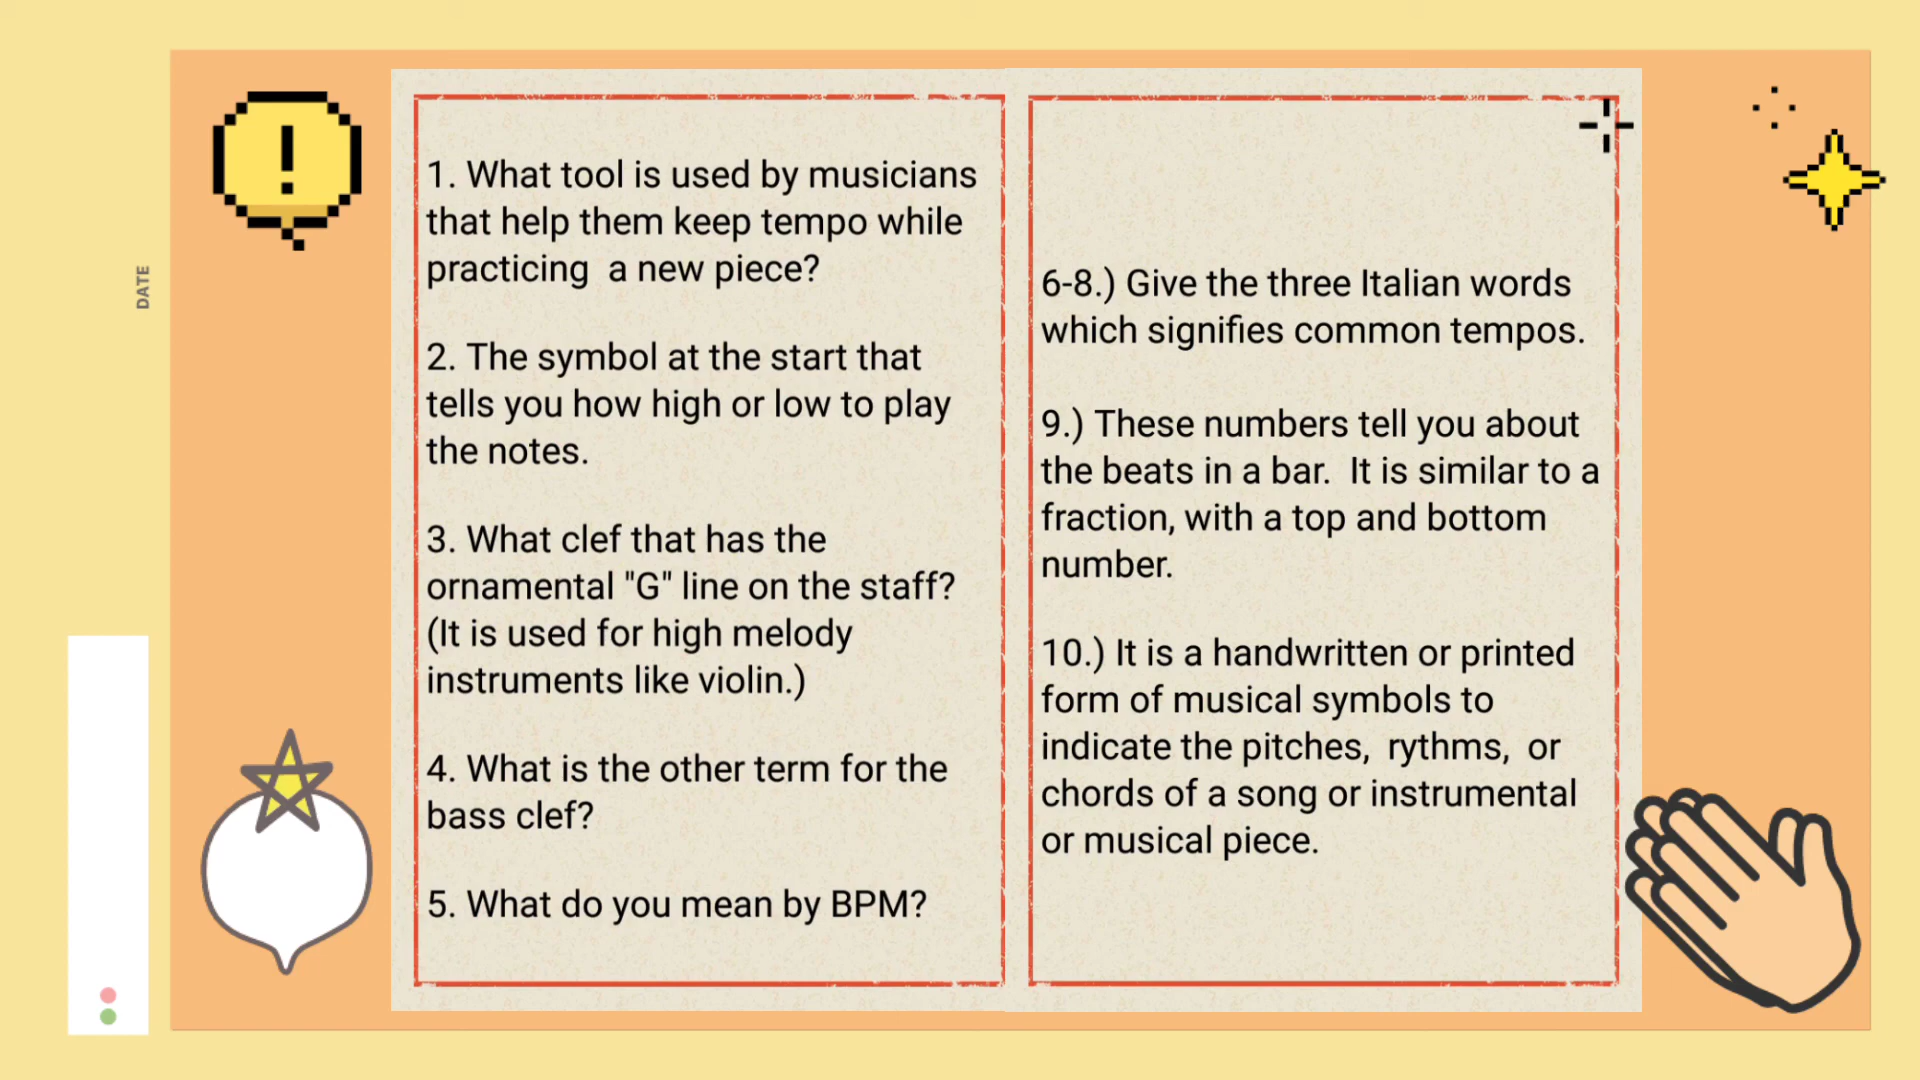 DATE
!
1. What tool is used by musicians
that help them keep tempo while
practicing  a new piece?
2. The symbol at the start that
tells you how high or low to play
the notes.
3. What clef that has the
ornamental "G" line on the staff?
(It is used for high melody
instruments like violin.)
4. What is the other term for the
bass clef?
5. What do you mean by BPM?
6-8.) Give the three Italian words
which signifies common tempos.
9.) These numbers tell you about
the beats in a bar.  It is similar to a
fraction, with a top and bottom
number.
10.) It is a handwritten or printed
form of musical symbols to
indicate the pitches,  rythms,  or
chords of a song or instrumental
or musical piece.